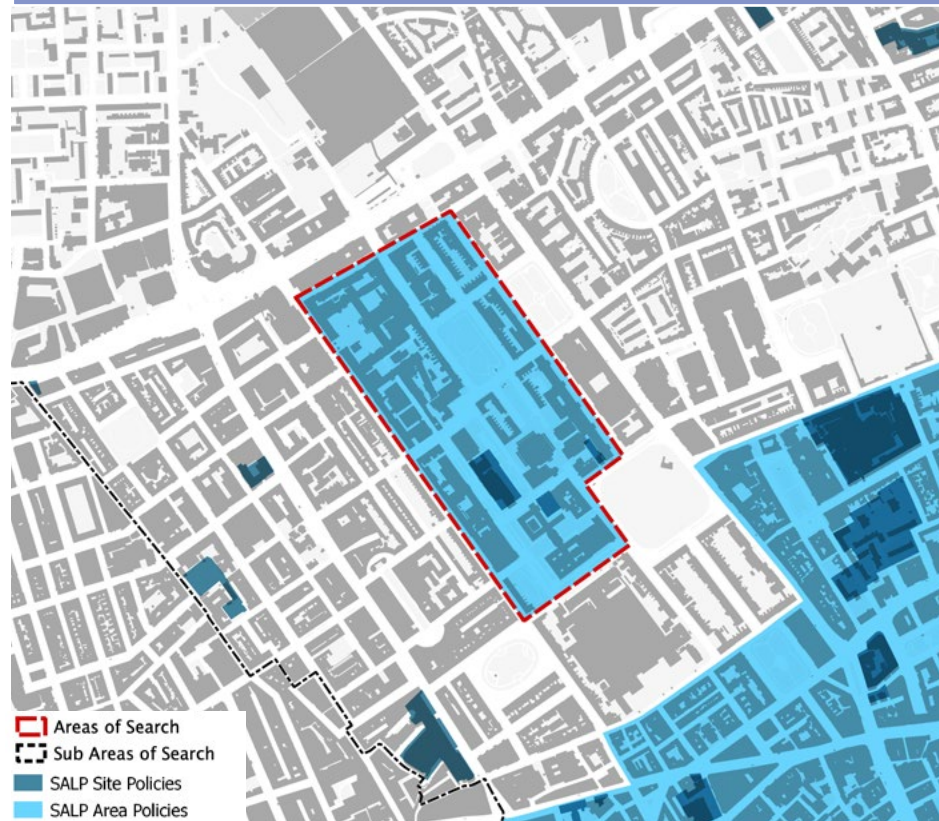 Areas of Search
Sub Areas of Search
SALP Site Policies
SALP Area Policies